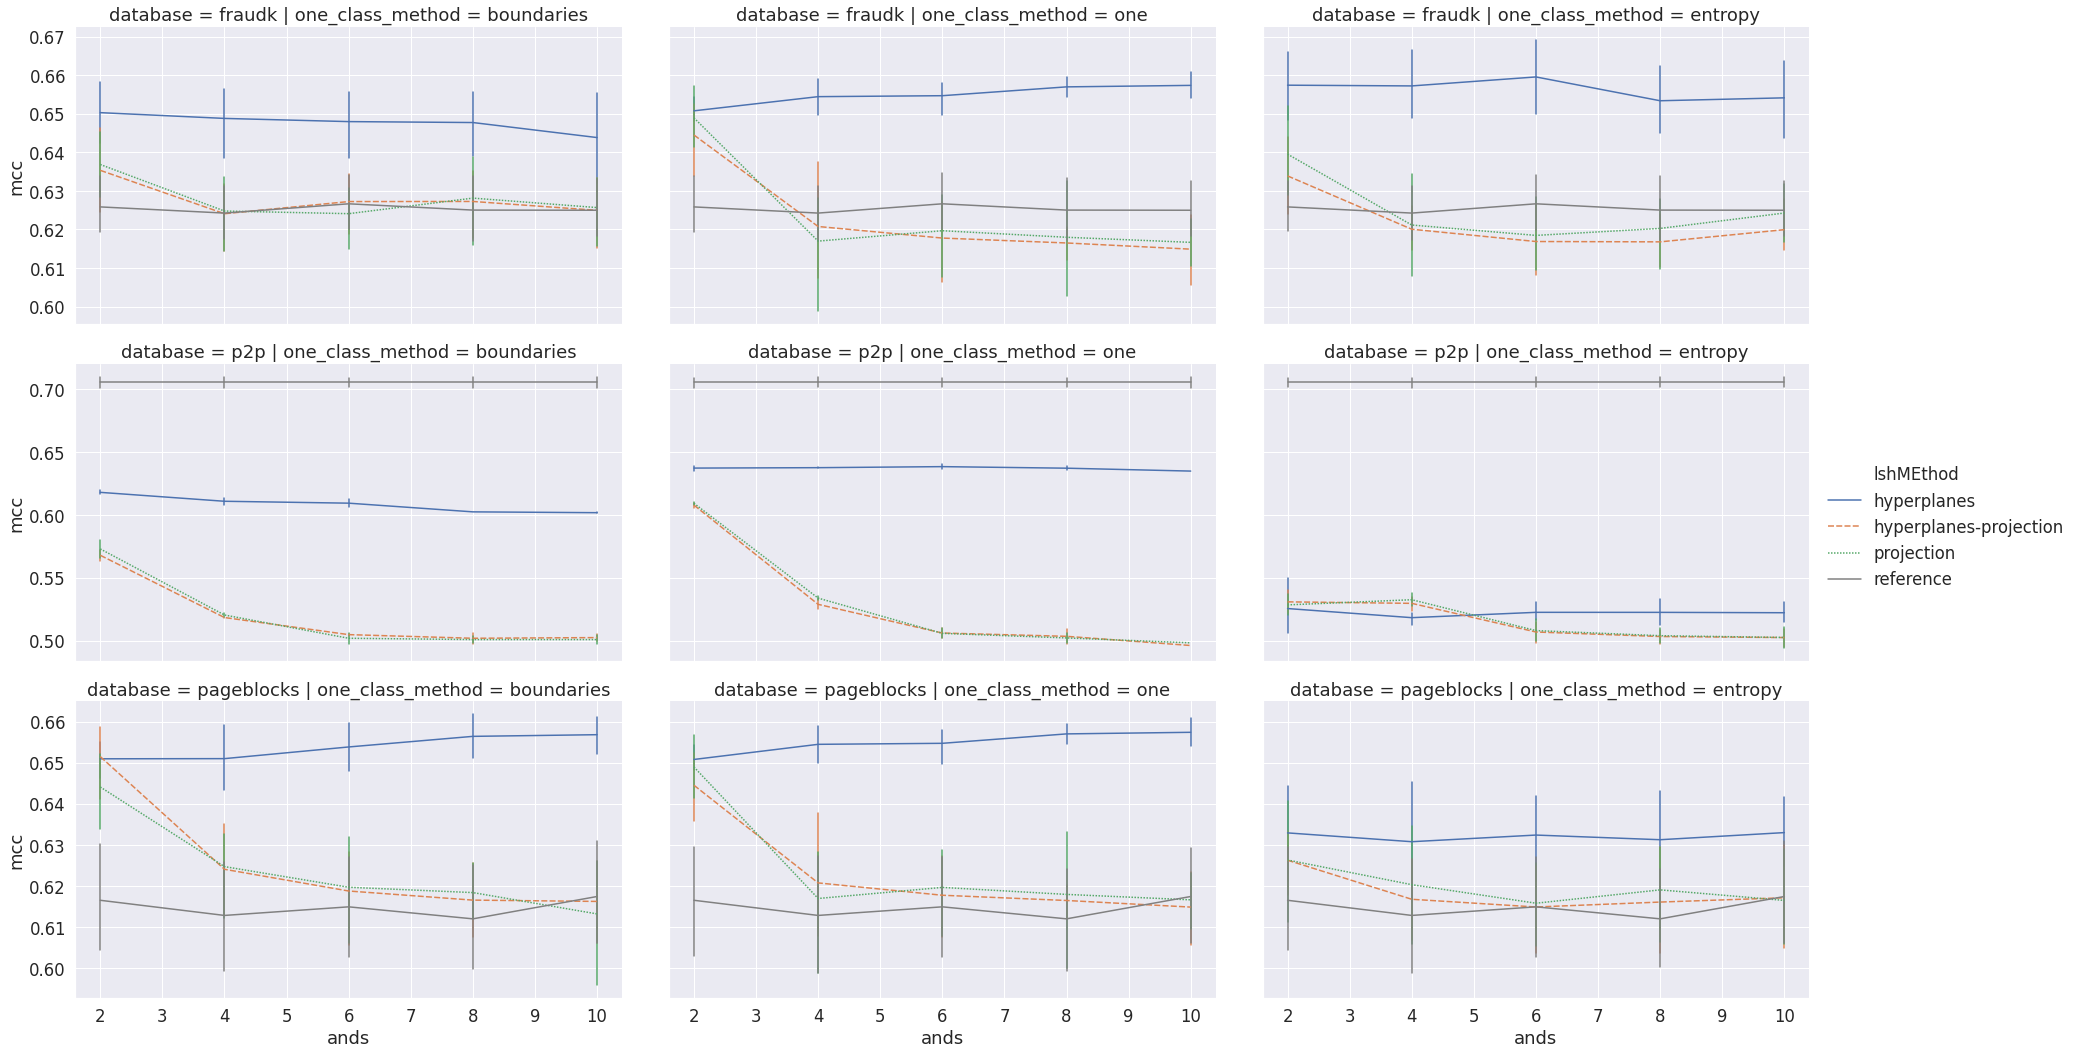 database = fraudk | one_class_method = boundaries
database = fraudk | one_class_method = one
database = fraudk | one_class_method = entropy
0.67
0.66
0.65
0.64
0.63
0.62
0.61
0.60
mcc
database = p2p | one_class_method = boundaries
database = p2p | one_class_method = one
database = p2p | one_class_method = entropy
0.70
0.65
0.60
0.55
0.50
mcc
lshMEthod
hyperplanes
hyperplanes-projection
projection
reference
database = pageblocks | one_class_method = boundaries
database = pageblocks | one_class_method = one
database = pageblocks | one_class_method = entropy
0.66
0.65
0.64
0.63
0.62
0.61
0.60
mcc
2 3 4 5 6 7 8 9 10
ands
2 3 4 5 6 7 8 9 10
ands
2 3 4 5 6 7 8 9 10
ands